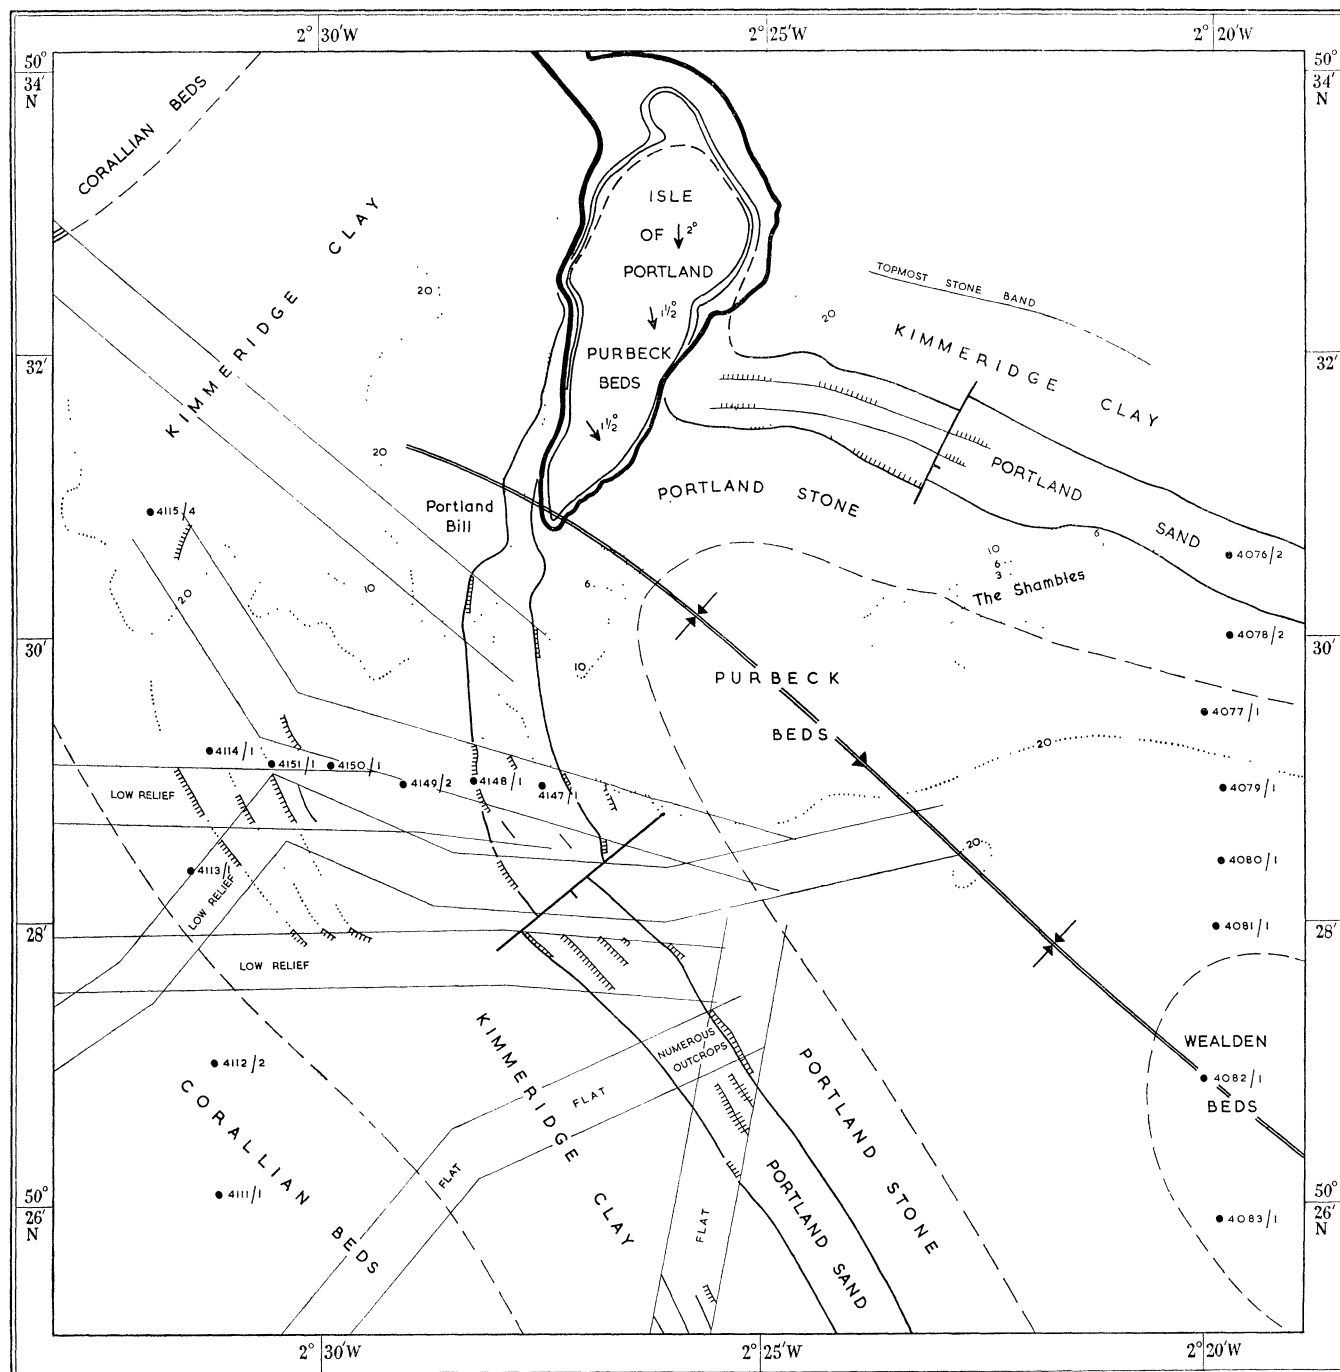 2° 30'W
2° 25'W
2° 20'W
50°
34'
N
50°
34'
N
CORALLIAN BEDS
KIMMERIDGE CLAY
ISLE
OF
2°
PORTLAND
1½°
PURBECK
BEDS
1½°
TOPMOST STONE BAND
20
20
KIMMERIDGE CLAY
32'
32'
20
PORTLAND SAND
PORTLAND STONE
Portland
Bill
4115/4
20
10
6
10
6
3
6
The Shambles
4076/2
4078/2
30'
30'
10
PURBECK
BEDS
4077/1
20
4114/1
4151/1
4150/1
4149/2
4148/1
4147/1
4079/1
LOW RELIEF
20
4080/1
4113/1
LOW RELIEF
4081/1
28'
28'
LOW RELIEF
KIMMERIDGE CLAY
NUMEROUS
OUTCROPS
PORTLAND STONE
WEALDEN
BEDS
4082/1
4112/2
FLAT
FLAT
CORALLIAN BEDS
4111/1
PORTLAND SAND
FLAT
4083/1
50°
26'
N
50°
26'
N
2° 30'W
2° 25'W
2° 20'W